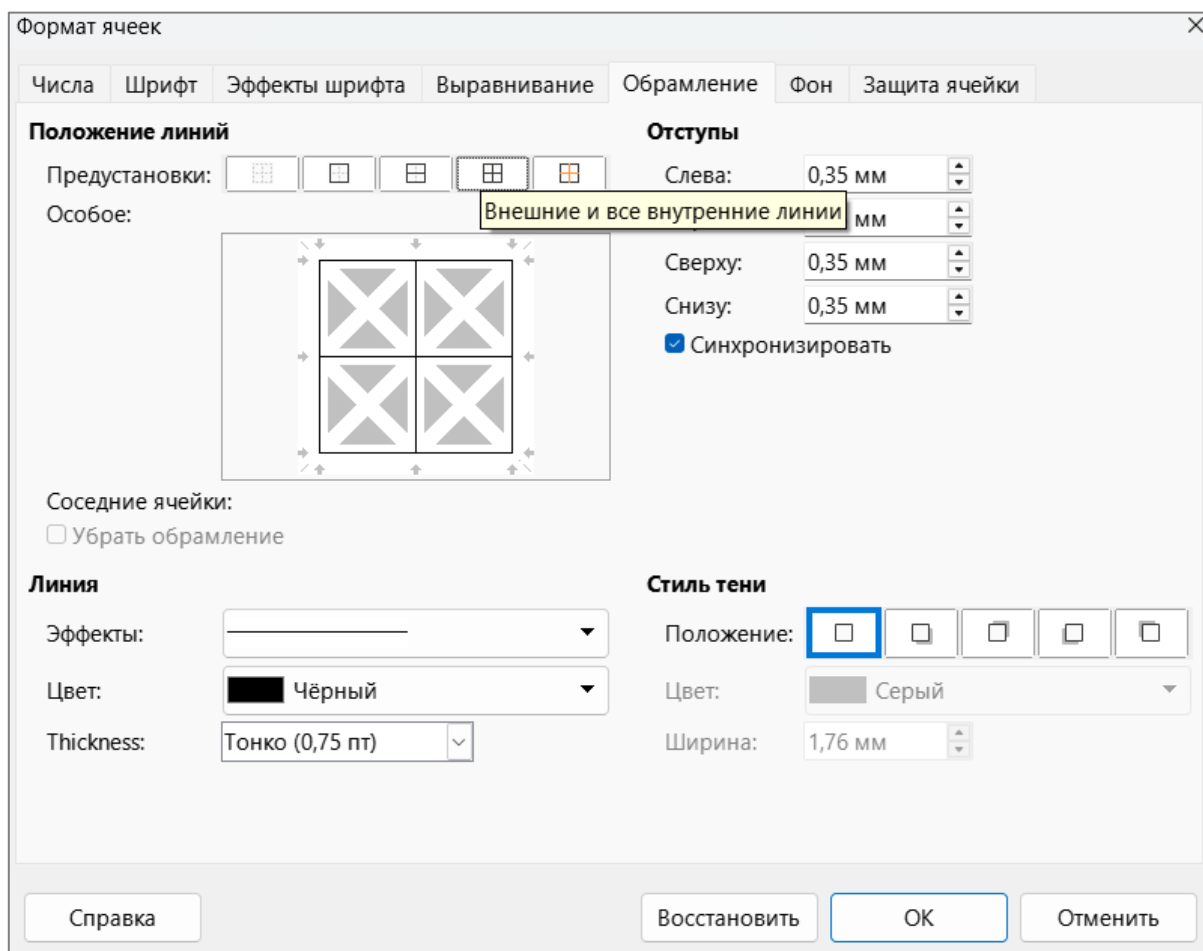 Формат ячеек
Числа Шрифт Эффекты шрифта Выравнивание Обрамление Фон Защита ячейки
Положение линий
Предустановки:
Особое:
Внешние и все внутренние линии
Соседние ячейки:
Убрать обрамление
Отступы
Слева: 0,35 мм
мм
Сверху: 0,35 мм
Снизу: 0,35 мм
Синхронизировать
Линия
Эффекты:
Цвет: Чёрный
Thickness: Тонко (0,75 пт)
Стиль тени
Положение:
Цвет: Серый
Ширина: 1,76 мм
Справка Восстановить ОК Отменить